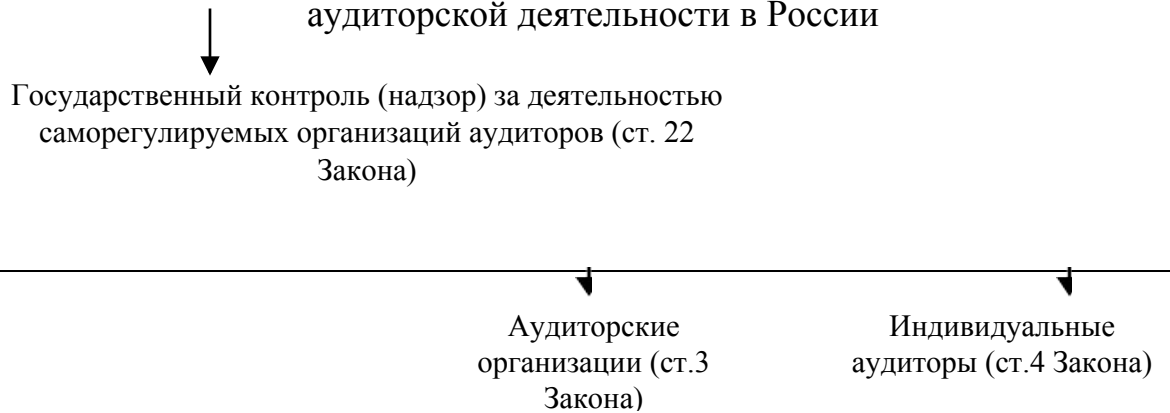 аудиторской деятельности в России
Государственный контроль (надзор) за деятельностью
саморегулируемых организаций аудиторов (ст. 22
Закона)
Аудиторские
организации (ст.3
Закона)
Индивидуальные
аудиторы (ст.4 Закона)